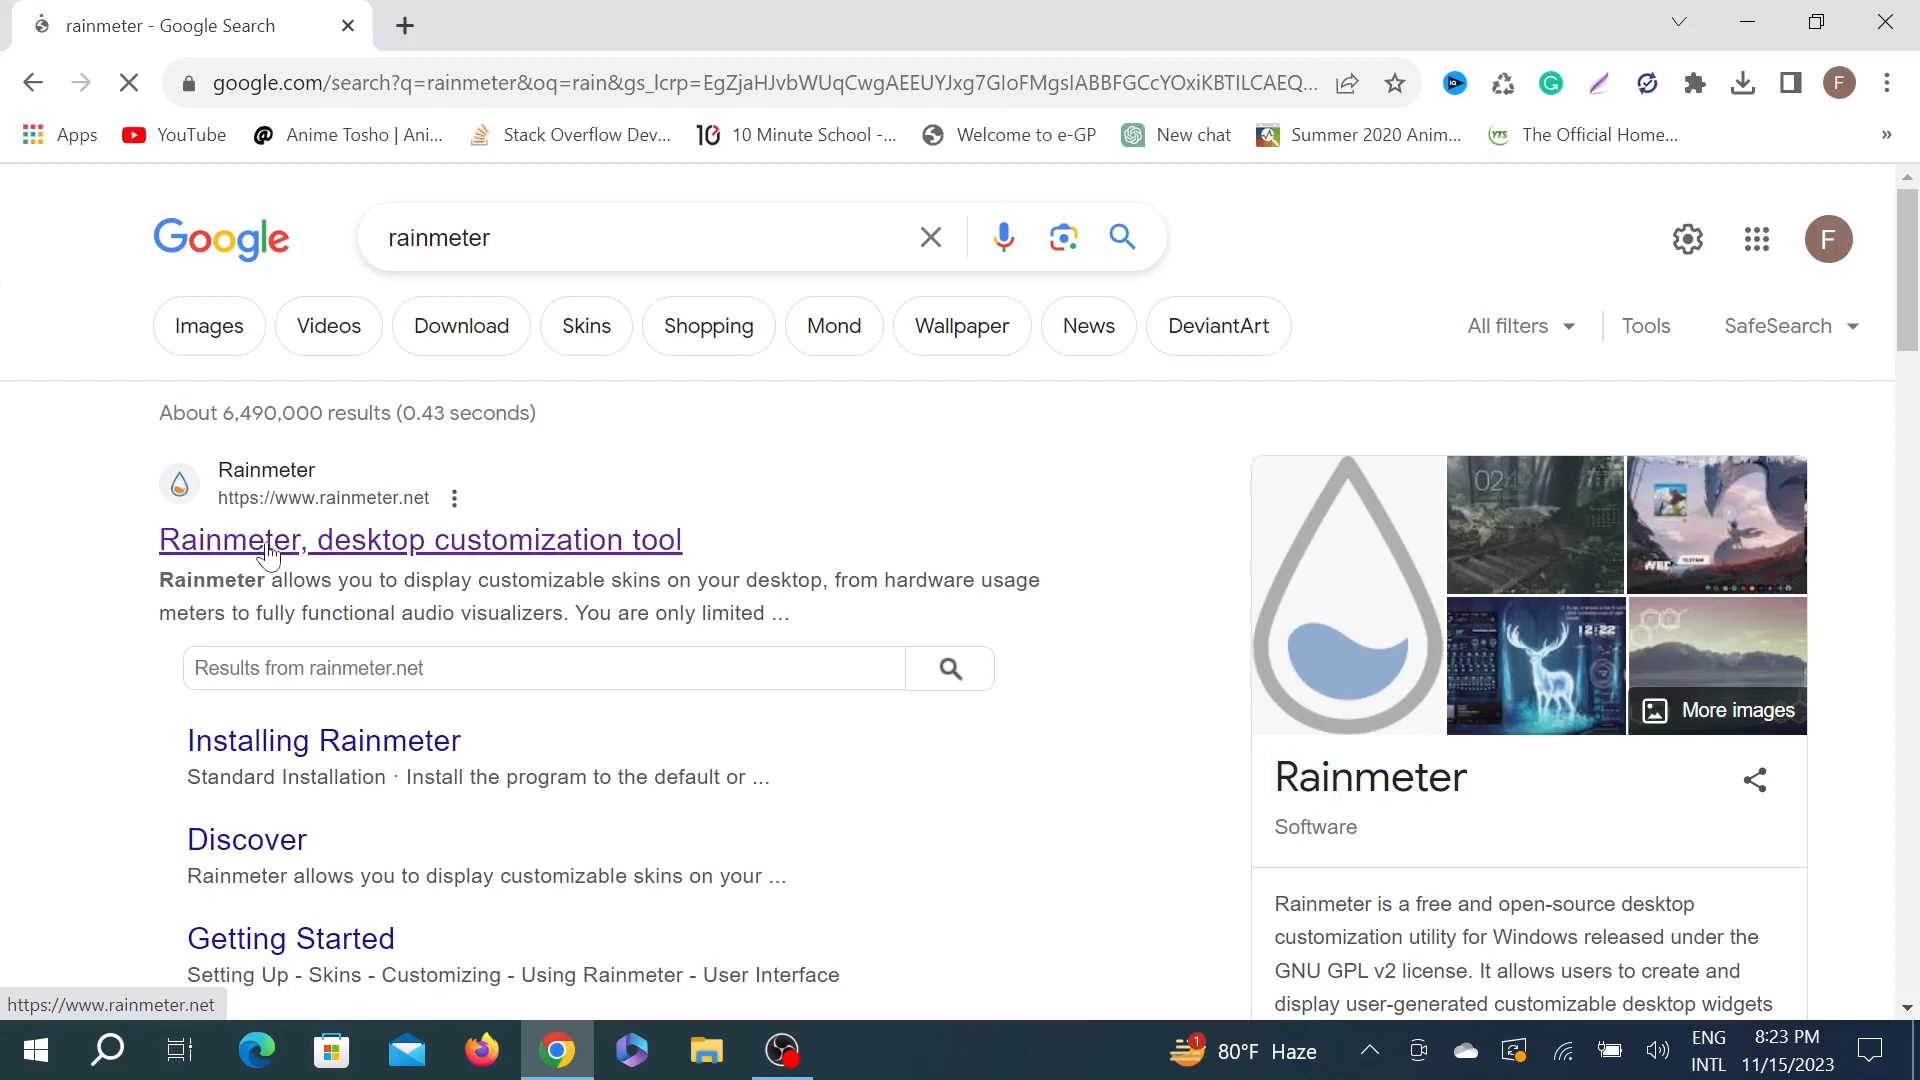 rainmeter - Google Search
google.com/search?q=rainmeter&oq=rain&gs_lcrp=EgZjaHJvbWUqCwgAEEUYJxg7GIoFMgsIABBFGCcYOxiKBTILCAEQ...
F
Apps YouTube Anime Tosho | Ani... Stack Overflow Dev... 10 Minute School -... Welcome to e-GP New chat Summer 2020 Anim... YTS The Official Home... »
Google rainmeter F
Images Videos Download Skins Shopping Mond Wallpaper News DeviantArt All filters Tools SafeSearch
About 6,490,000 results (0.43 seconds)
Rainmeter
https://www.rainmeter.net
Rainmeter, desktop customization tool
Rainmeter allows you to display customizable skins on your desktop, from hardware usage
meters to fully functional audio visualizers. You are only limited ...
Results from rainmeter.net
Installing Rainmeter
Standard Installation · Install the program to the default or ...
Discover
Rainmeter allows you to display customizable skins on your ...
Getting Started
Setting Up - Skins - Customizing - Using Rainmeter - User Interface
12:22
More images
Rainmeter
Software
Rainmeter is a free and open-source desktop
customization utility for Windows released under the
GNU GPL v2 license. It allows users to create and
display user-generated customizable desktop widgets
https://www.rainmeter.net
1 80°F Haze
ENG
INTL
8:23 PM
11/15/2023